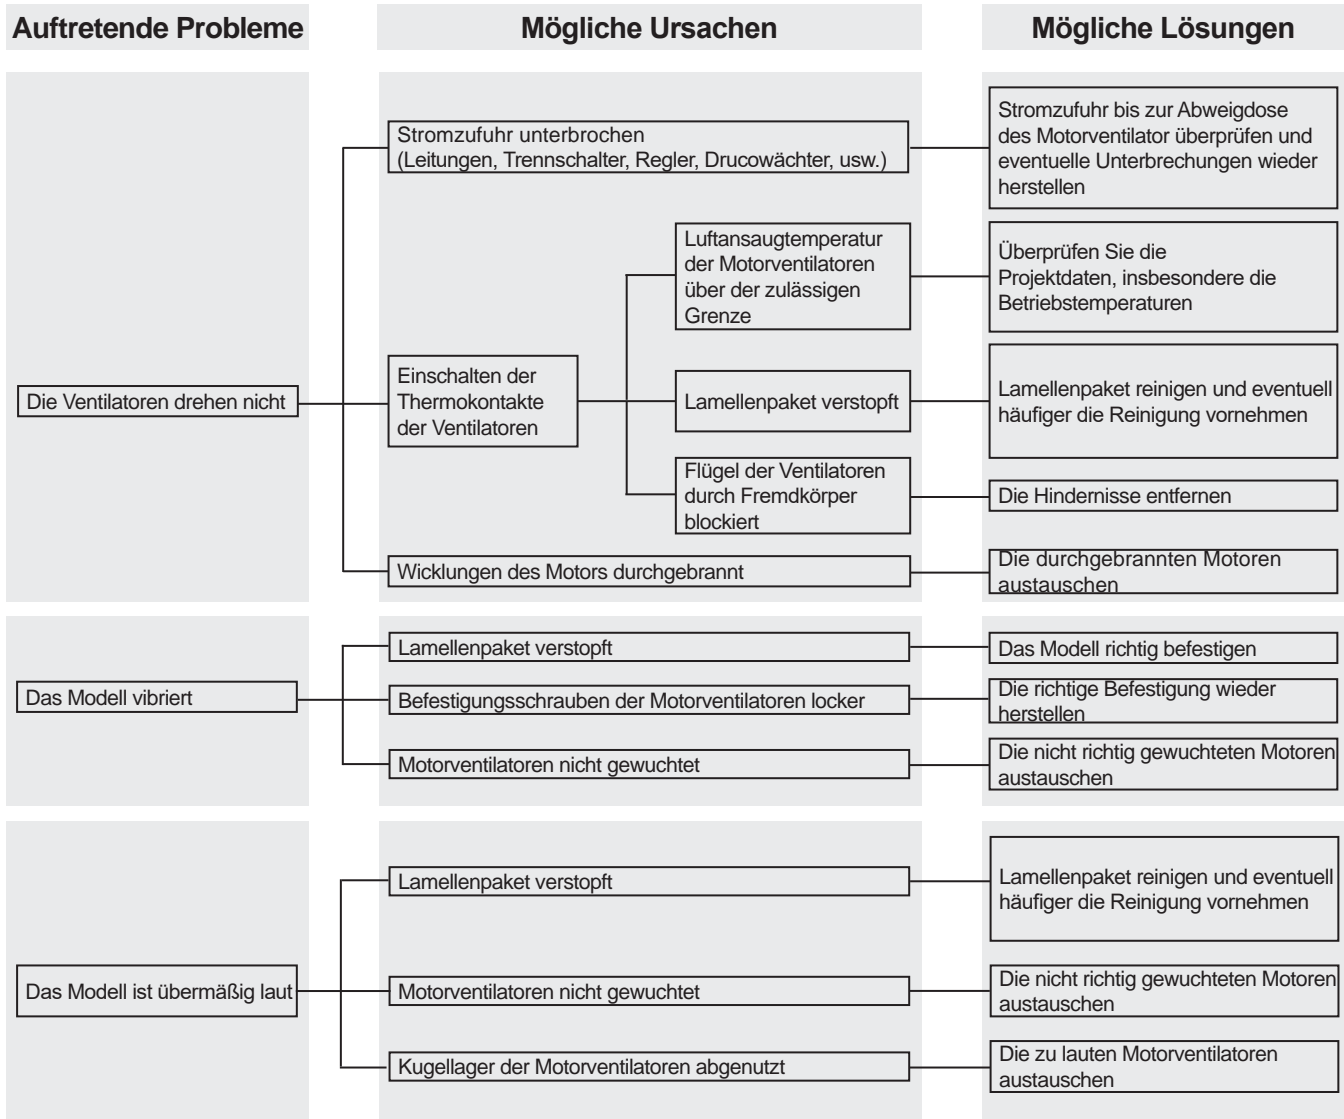 Auftretende Probleme
Mögliche Ursachen
Mögliche Lösungen
Die Ventilatoren drehen nicht
Stromzufuhr unterbrochen
(Leitungen, Trennschalter, Regler, Drucowächter, usw.)
Stromzufuhr bis zur Abweigdose
des Motorventilator überprüfen und
eventuelle Unterbrechungen wieder
herstellen
Einschalten der
Thermokontakte
der Ventilatoren
Luftansaugtemperatur
der Motorventilatoren
über der zulässigen
Grenze
Überprüfen Sie die
Projektdaten, insbesondere die
Betriebstemperaturen
Lamellenpaket verstopft
Lamellenpaket reinigen und eventuell
häufiger die Reinigung vornehmen
Flügel der Ventilatoren
durch Fremdkörper
blockiert
Die Hindernisse entfernen
Wicklungen des Motors durchgebrannt
Die durchgebrannten Motoren
austauschen
Das Modell vibriert
Lamellenpaket verstopft
Das Modell richtig befestigen
Befestigungsschrauben der Motorventilatoren locker
Die richtige Befestigung wieder
herstellen
Motorventilatoren nicht gewuchtet
Die nicht richtig gewuchteten Motoren
austauschen
Das Modell ist übermäßig laut
Lamellenpaket verstopft
Lamellenpaket reinigen und eventuell
häufiger die Reinigung vornehmen
Motorventilatoren nicht gewuchtet
Die nicht richtig gewuchteten Motoren
austauschen
Kugellager der Motorventilatoren abgenutzt
Die zu lauten Motorventilatoren
austauschen